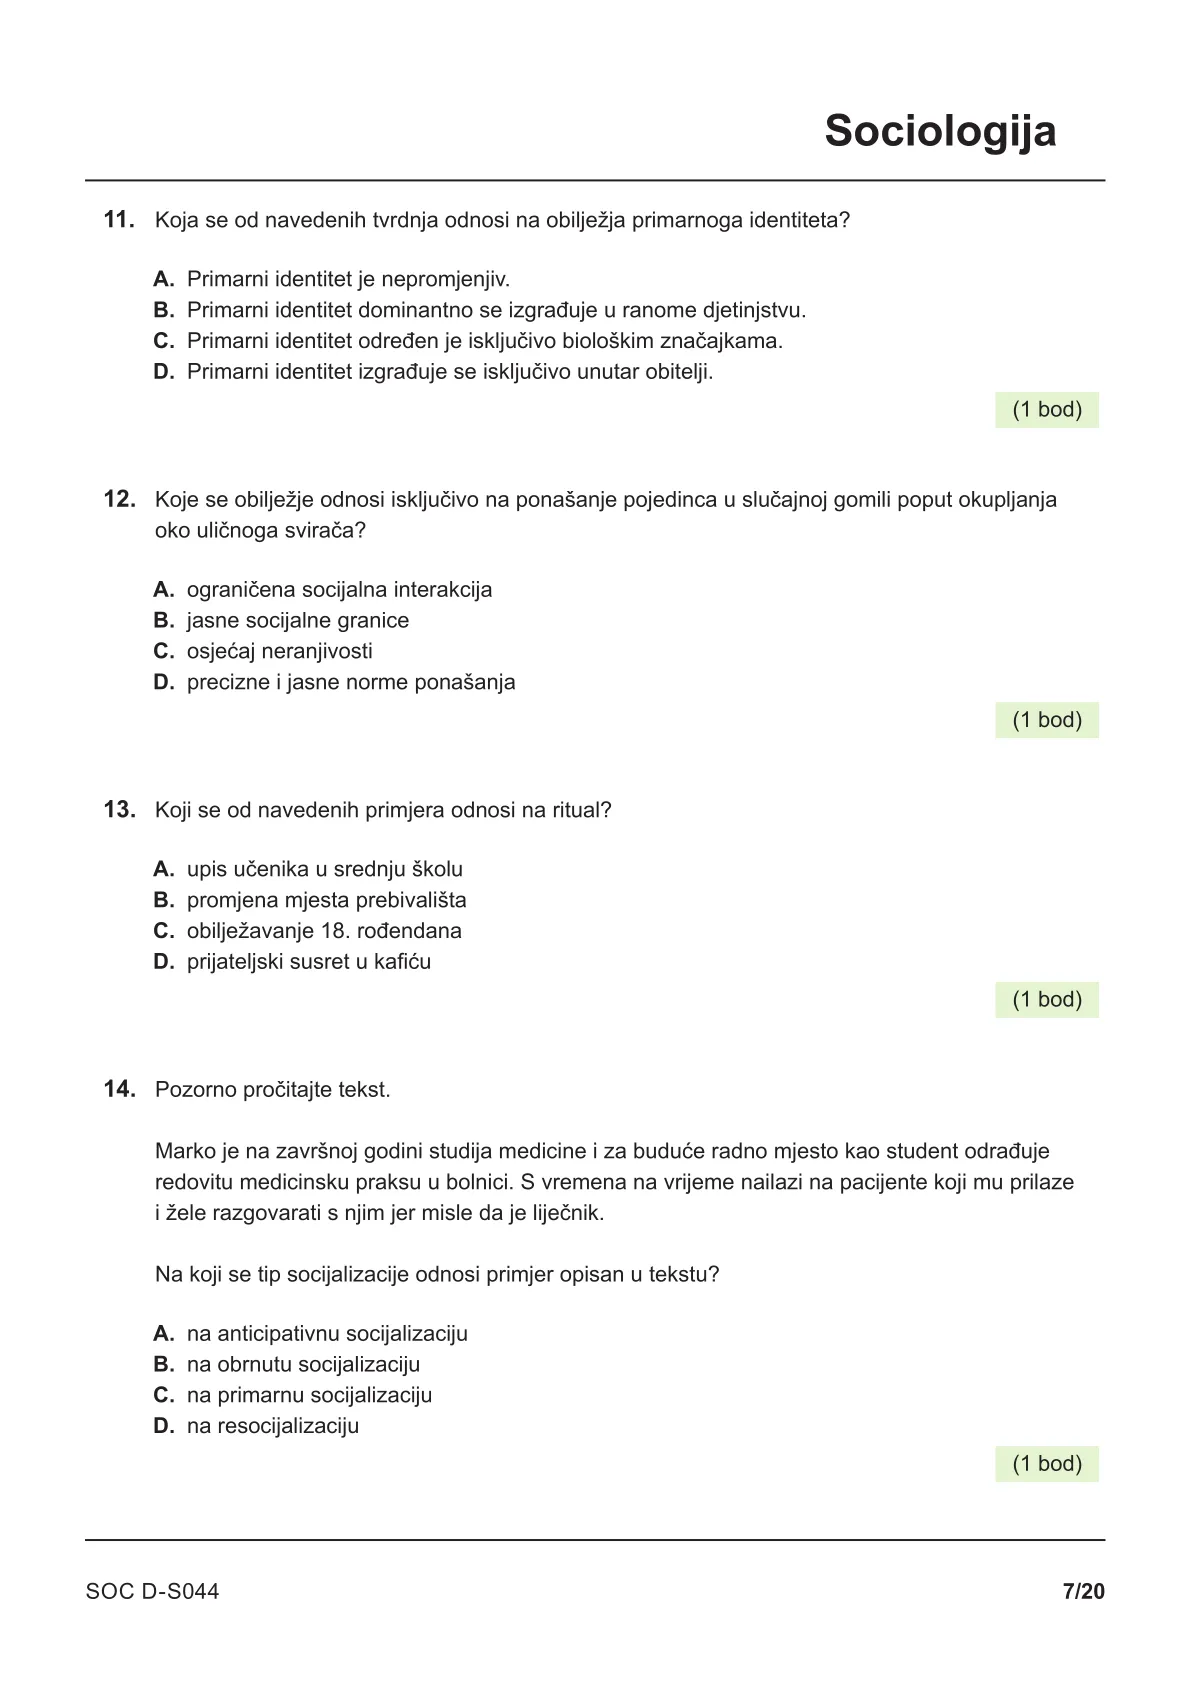 Sociologija
11. Koja se od navedenih tvrdnja odnosi na obilježja primarnoga identiteta?
A. Primarni identitet je nepromjenjiv.
B. Primarni identitet dominantno se izgrađuje u ranome djetinjstvu.
C. Primarni identitet određen je isključivo biološkim značajkama.
D. Primarni identitet izgrađuje se isključivo unutar obitelji.
(1 bod)
12. Koje se obilježje odnosi isključivo na ponašanje pojedinca u slučajnoj gomili poput okupljanja
oko uličnoga svirača?
A. ograničena socijalna interakcija
B. jasne socijalne granice
C. osjećaj neranjivosti
D. precizne i jasne norme ponašanja
(1 bod)
13. Koji se od navedenih primjera odnosi na ritual?
A. upis učenika u srednju školu
B. promjena mjesta prebivališta
C. obilježavanje 18. rođendana
D. prijateljski susret u kafiću
(1 bod)
14. Pozorno pročitajte tekst.
Marko je na završnoj godini studija medicine i za buduće radno mjesto kao student odrađuje
redovitu medicinsku praksu u bolnici. S vremena na vrijeme nailazi na pacijente koji mu prilaze
i žele razgovarati s njim jer misle da je liječnik.
Na koji se tip socijalizacije odnosi primjer opisan u tekstu?
A. na anticipativnu socijalizaciju
B. na obrnutu socijalizaciju
C. na primarnu socijalizaciju
D. na resocijalizaciju
(1 bod)
SOC D-S044
7/20